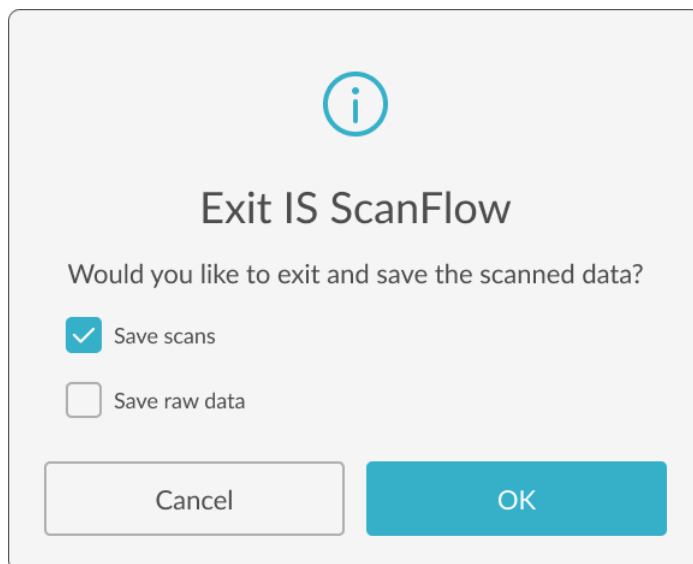 Exit IS ScanFlow
Would you like to exit and save the scanned data?
Save scans
Save raw data
Cancel OK